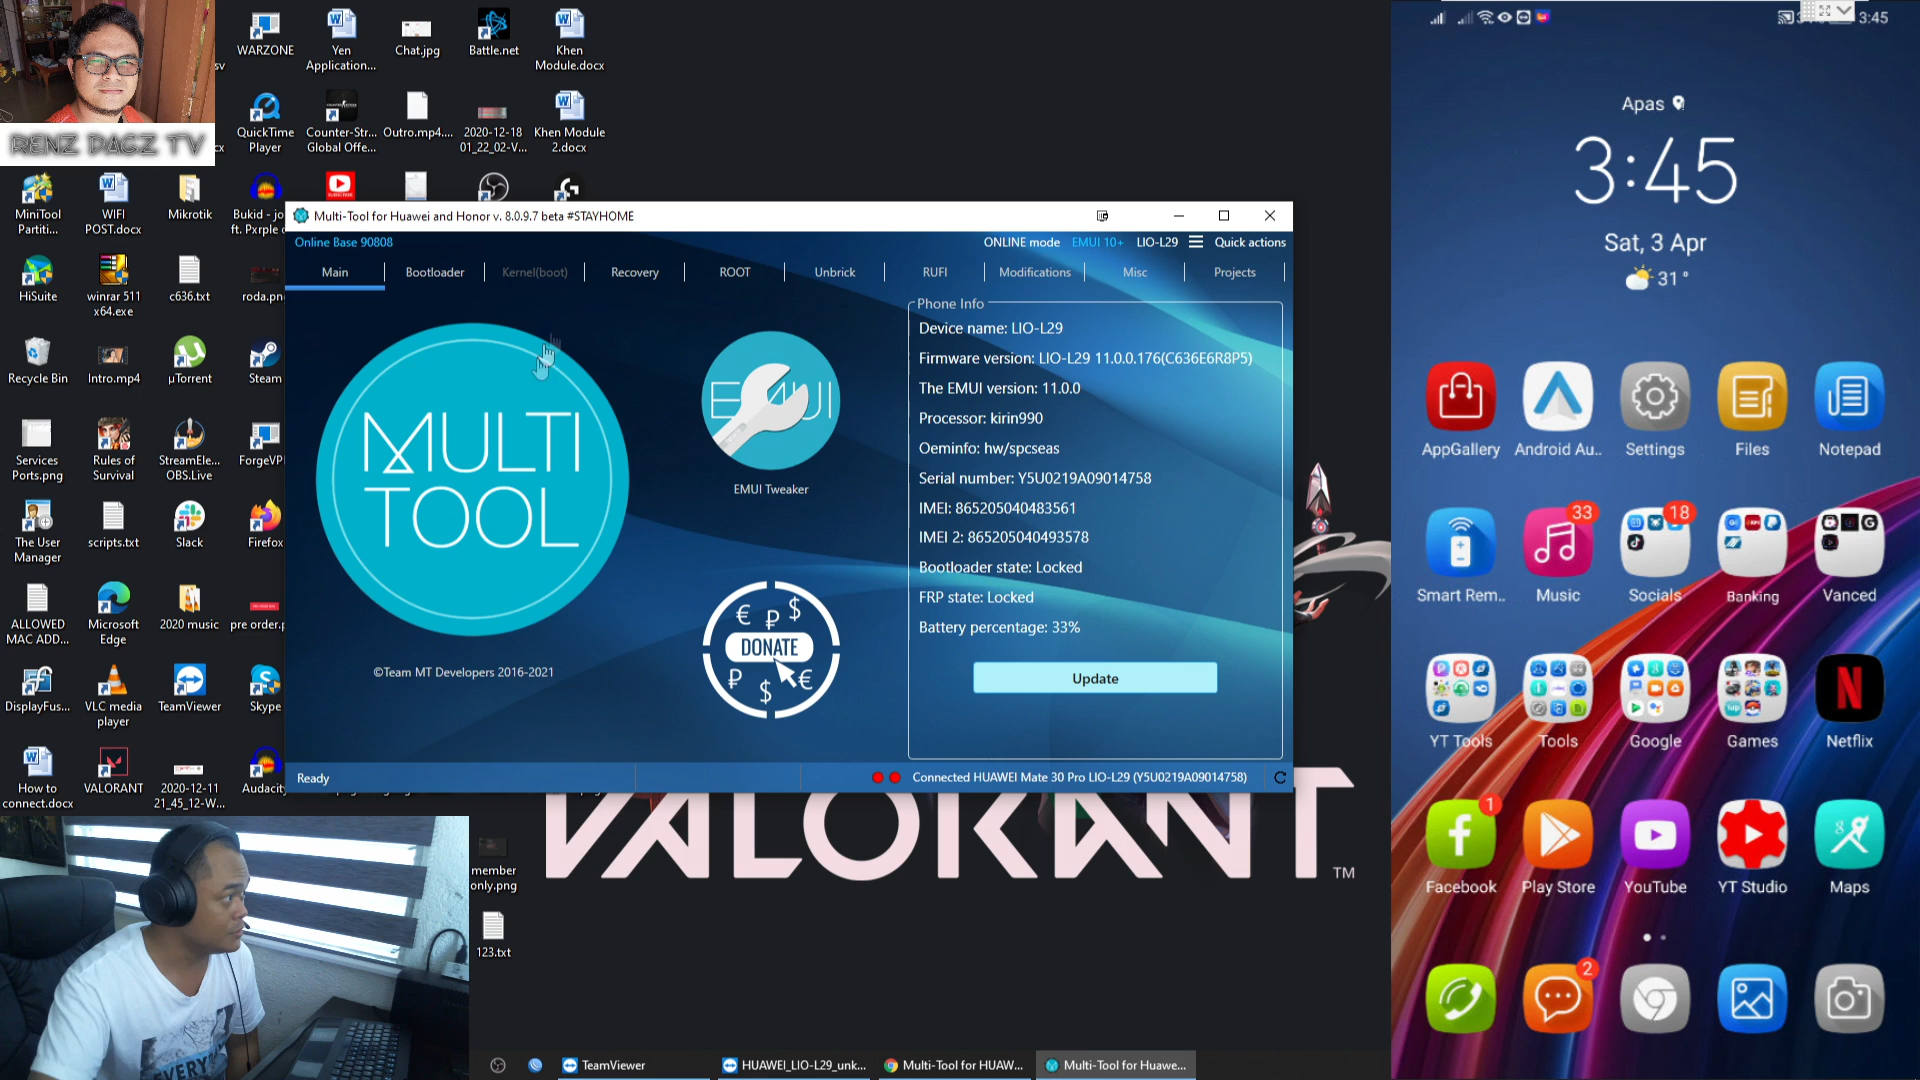 RENZ DAGZ TV
sv
cx
WARZONE
Yen
Application...
Chat.jpg
Battle.net
Khen
Module.docx
QuickTime
Player
Counter-Str...
Global Offe...
Outro.mp4....
2020-12-18
01_22_02-V...
Khen Module
2.docx
MiniTool
Partiti...
WIFI
POST.docx
Mikrotik
Bukid - jo
ft. Pxrple c
HiSuite
winrar 511
x64.exe
c636.txt
roda.pn
Recycle Bin
Intro.mp4
µTorrent
Steam
Services
Ports.png
Rules of
Survival
StreamEle...
OBS.Live
ForgeVP
The User
Manager
scripts.txt
Slack
Firefox
ALLOWED
MAC ADD...
Microsoft
Edge
2020 music
pre order.p
DisplayFus...
VLC media
player
TeamViewer
Skype
How to
connect.docx
VALORANT
2020-12-11
21_45_12-W...
Audacity
member
only.png
123.txt
Multi-Tool for Huawei and Honor v. 8.0.9.7 beta #STAYHOME
Online Base 90808
ONLINE mode
EMUI 10+
LIO-L29
Quick actions
Main
Bootloader
Kernel(boot)
Recovery
ROOT
Unbrick
RUFI
Modifications
Misc
Projects
MULTI
TOOL
©Team MT Developers 2016-2021
EMUI
EMUI Tweaker
DONATE
Phone Info
Device name: LIO-L29
Firmware version: LIO-L29 11.0.0.176(C636E6R8P5)
The EMUI version: 11.0.0
Processor: kirin990
Oeminfo: hw/spcseas
Serial number: Y5U0219A09014758
IMEI: 865205040483561
IMEI 2: 865205040493578
Bootloader state: Locked
FRP state: Locked
Battery percentage: 33%
Update
Ready
Connected HUAWEI Mate 30 Pro LIO-L29 (Y5U0219A09014758)
VALORANT
TM
TeamViewer
HUAWEI_LIO-L29_unk...
Multi-Tool for HUAW...
Multi-Tool for Huawe...
3:45
Apas
3:45
Sat, 3 Apr
31 °
AppGallery
Android Au..
Settings
Files
Notepad
33
18
Smart Rem..
Music
Socials
Banking
Vanced
YT Tools
Tools
Google
Games
Netflix
1
Facebook
Play Store
YouTube
YT Studio
Maps
2